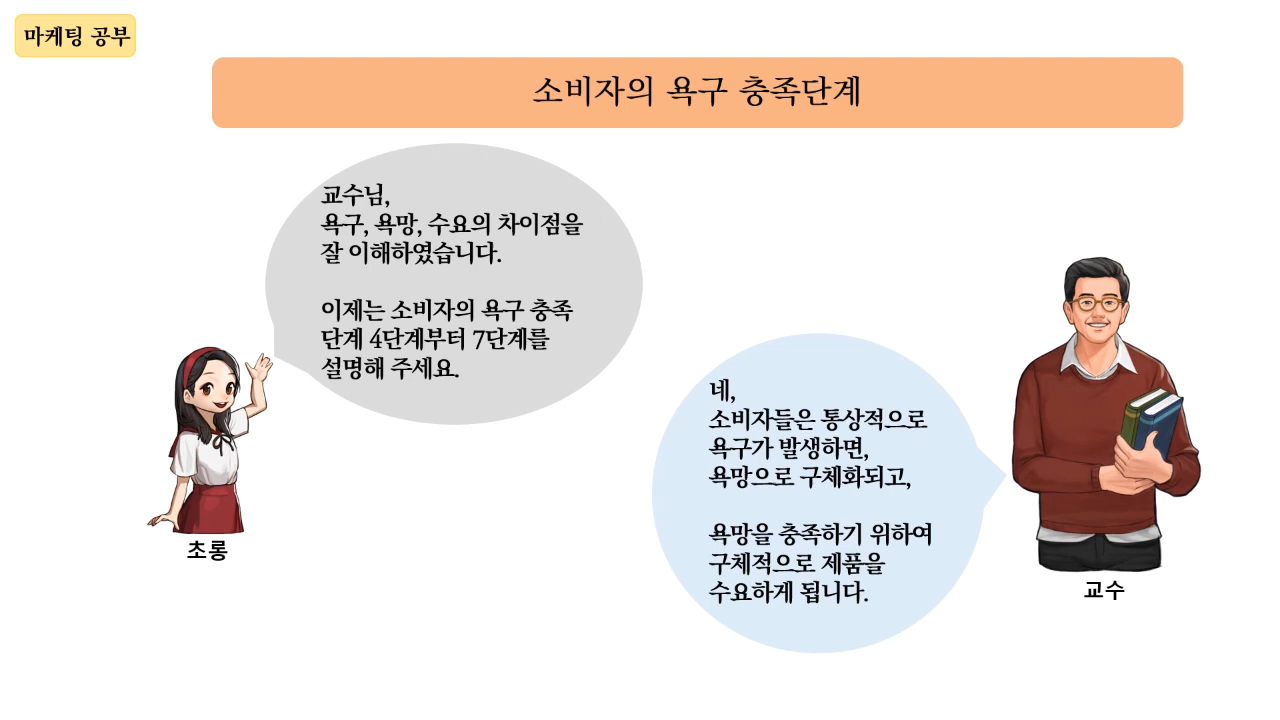 마케팅 공부
소비자의 욕구 충족단계
교수님,
욕구, 욕망, 수요의 차이점을
잘 이해하였습니다.
이제는 소비자의 욕구 충족
단계 4단계부터 7단계를
설명해 주세요.
초롱
네,
소비자들은 통상적으로
욕구가 발생하면,
욕망으로 구체화되고,
욕망을 충족하기 위하여
구체적으로 제품을
수요하게 됩니다.
교수